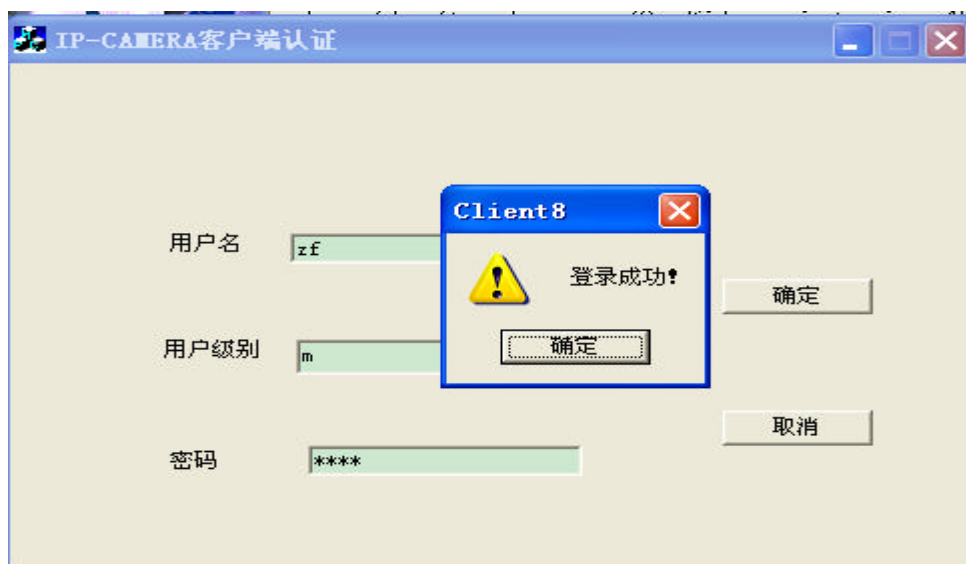 IP-CAMERA客户端认证
Client8
用户名
zf
登录成功!
确定
确定
用户级别
m
取消
密码
****